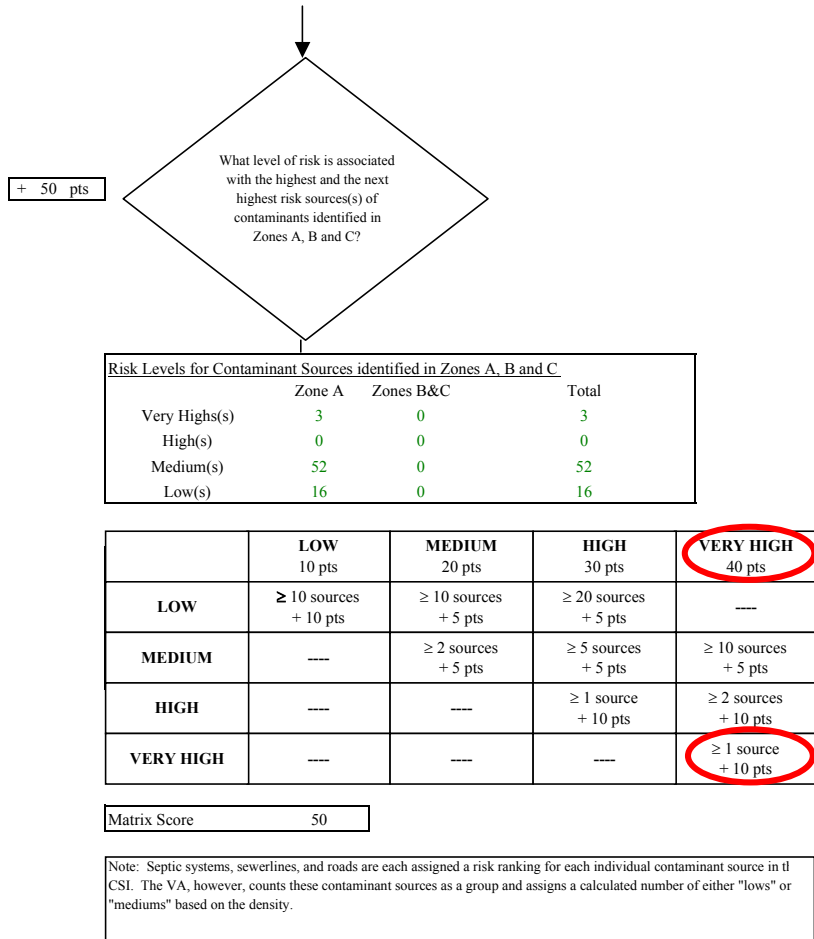 What level of risk is associated
with the highest and the next
highest risk sources(s) of
contaminants identified in
Zones A, B and C?
+ 50 pts
Risk Levels for Contaminant Sources identified in Zones A, B and C
Zone A Zones B&C Total
Very Highs(s) 3 0 3
High(s) 0 0 0
Medium(s) 52 0 52
Low(s) 16 0 16
LOW MEDIUM HIGH VERY HIGH
10 pts 20 pts 30 pts 40 pts
LOW ≥ 10 sources + 10 pts ≥ 10 sources + 5 pts ≥ 20 sources + 5 pts ----
MEDIUM ---- ≥ 2 sources + 5 pts ≥ 5 sources + 5 pts ≥ 10 sources + 5 pts
HIGH ---- ---- ≥ 1 source + 10 pts ≥ 2 sources + 10 pts
VERY HIGH ---- ---- ---- ≥ 1 source + 10 pts
Matrix Score 50
Note: Septic systems, sewerlines, and roads are each assigned a risk ranking for each individual contaminant source in
CSI. The VA, however, counts these contaminant sources as a group and assigns a calculated number of either "lows" or
"mediums" based on the density.